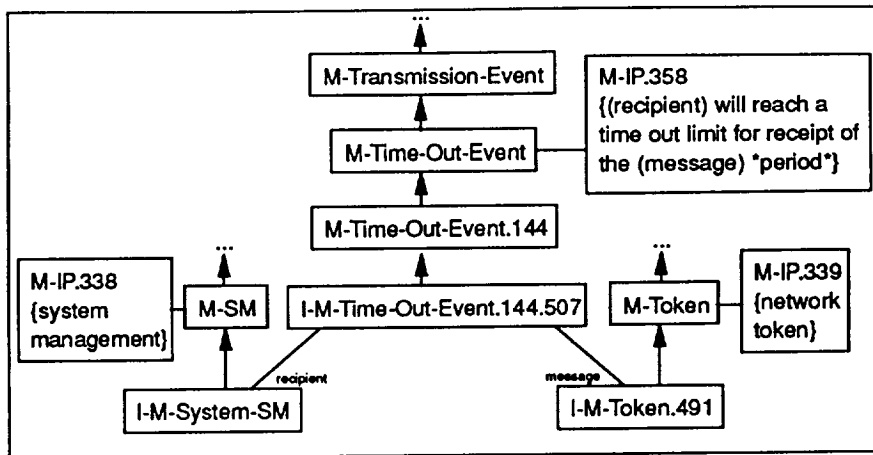 ...
M-Transmission-Event
M-IP.358
{(recipient) will reach a
time out limit for receipt of
the (message) *period*}
M-Time-Out-Event
M-Time-Out-Event.144
...
...
M-IP.338
{system
management}
M-SM
I-M-Time-Out-Event.144.507
M-Token
M-IP.339
{network
token}
recipient
message
I-M-System-SM
I-M-Token.491